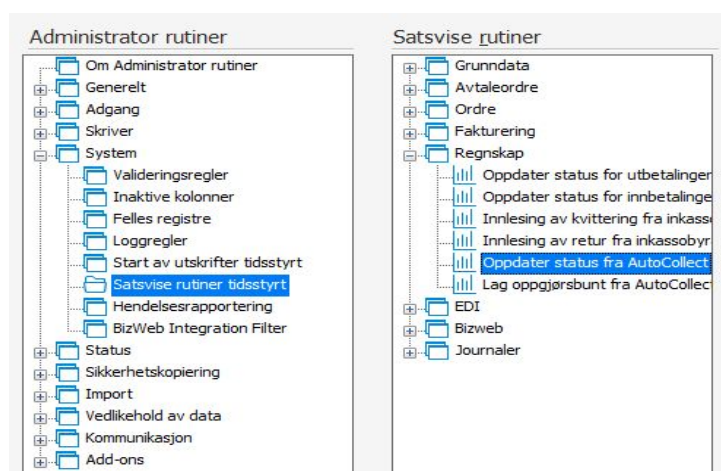 Administrator rutiner
Om Administrator rutiner
Generelt
Adgang
Skriver
System
Valideringsregler
Inaktive kolonner
Felles registre
Loggregler
Start av utskrifter tidsstyrt
Satsvise rutiner tidsstyrt
Hendelsesrapportering
BizWeb Integration Filter
Status
Sikkerhetskopiering
Import
Vedlikehold av data
Kommunikasjon
Add-ons
Satsvise rutiner
Grunndata
Avtaleordre
Ordre
Fakturering
Regnskap
Oppdater status for utbetalinger
Oppdater status for innbetalinge
Innlesing av kvittering fra inkass
Innlesing av retur fra inkassobyr
Oppdater status fra AutoCollect
Lag oppgjørsbunt fra AutoCollec
EDI
Bizweb
Journaler